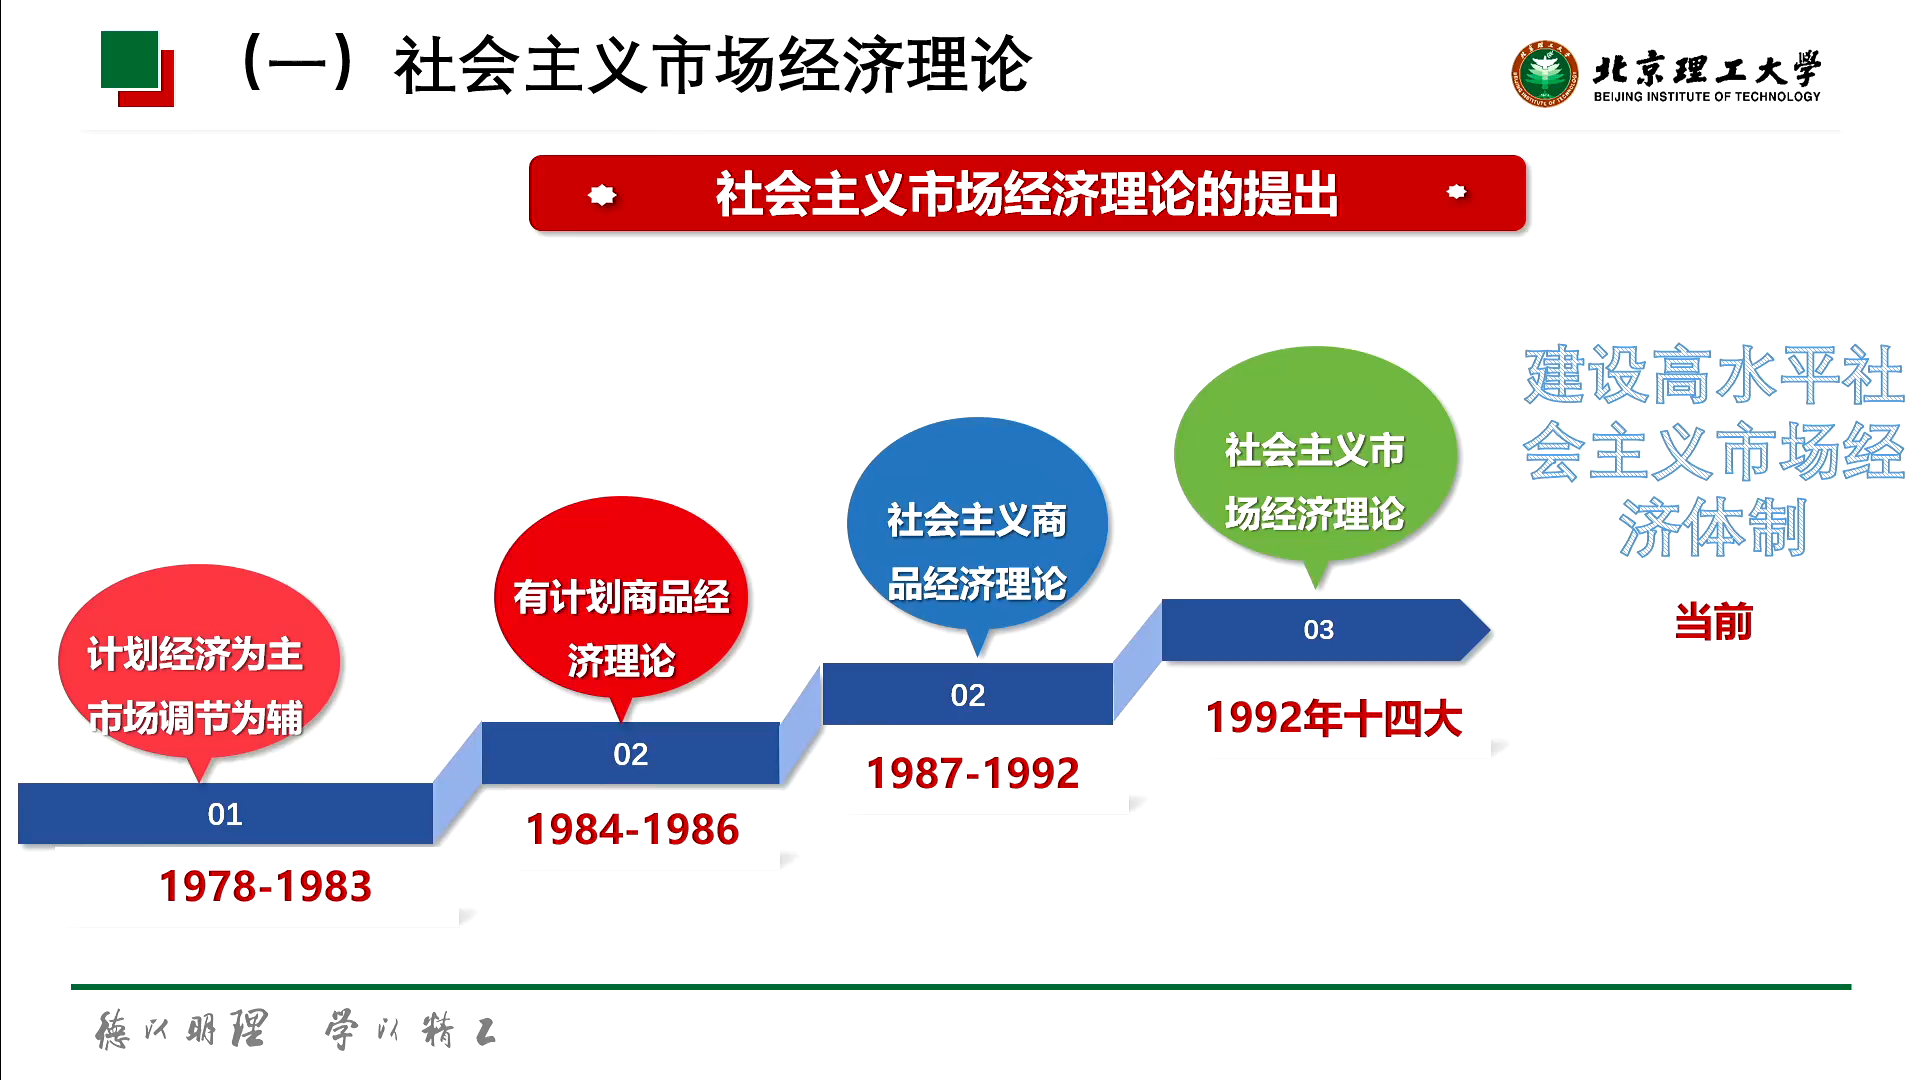 （一）社会主义市场经济理论
北京理工大学
BEIJING INSTITUTE OF TECHNOLOGY
社会主义市场经济理论的提出
计划经济为主
市场调节为辅
01
1978-1983
有计划商品经
济理论
02
1984-1986
社会主义商
品经济理论
02
1987-1992
社会主义市
场经济理论
03
1992年十四大
建设高水平社
会主义市场经
济体制
当前
德以明理 学以精工